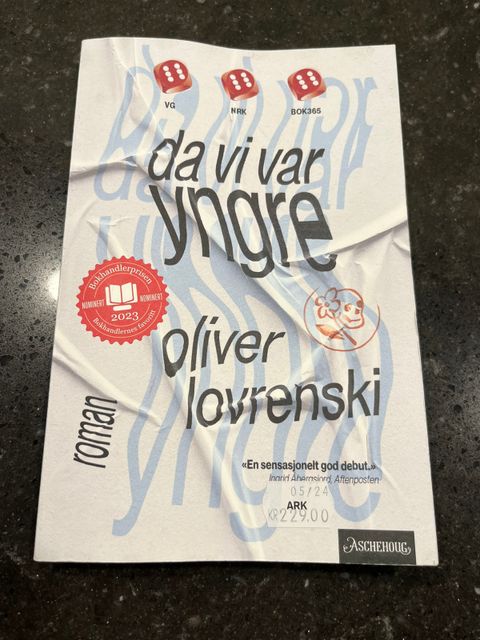 VG
NRK
BOK365
da vi var
yngre
Bokhandlerprisen
NOMINERT
NOMINERT
2023
Bokhandlernes favoritt
oliver
lovrenski
roman
«En sensasjonelt god debut.»
Ingrid Åbergsjord, Aftenposten
05/24
ARK
KR229.00
ASCHEHOUG